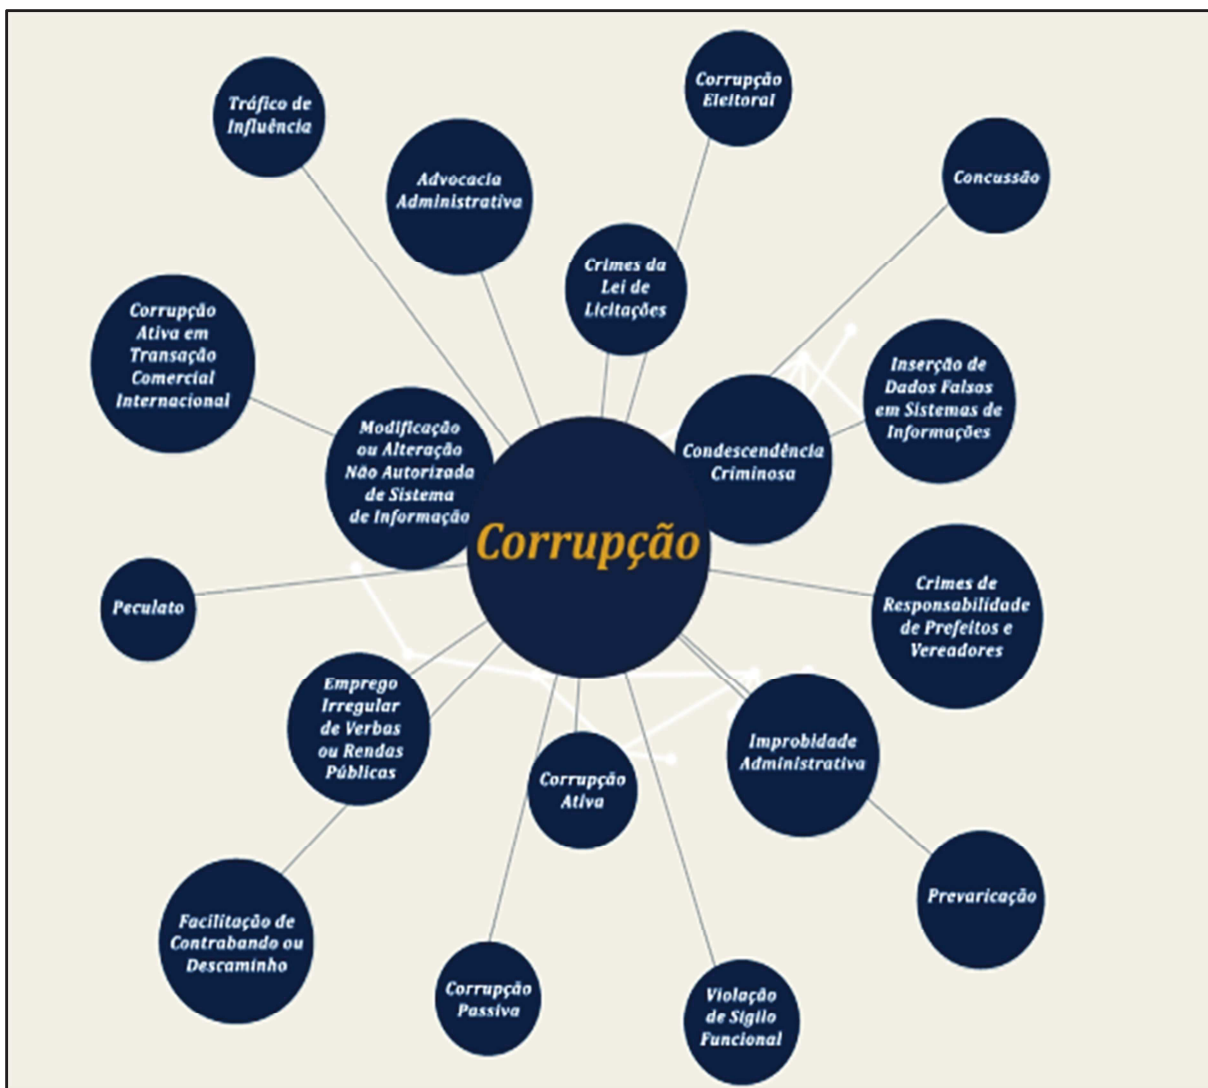 Tráfico de
Influência
Corrupção
Eleitoral
Advocacia
Administrativa
Concussão
Crimes da
Lei de
Licitações
Corrupção
Ativa em
Transação
Comercial
Internacional
Inserção de
Dados Falsos
em Sistemas de
Informações
Modificação
ou Alteração
Não Autorizada
de Sistema
de Informação
Condescendência
Criminosa
Corrupção
Peculato
Crimes de
Responsabilidade
de Prefeitos e
Vereadores
Emprego
Irregular
de Verbas
ou Rendas
Públicas
Improbidade
Administrativa
Corrupção
Ativa
Prevaricação
Facilitação de
Contrabando ou
Descaminho
Corrupção
Passiva
Violação
de Sigilo
Funcional